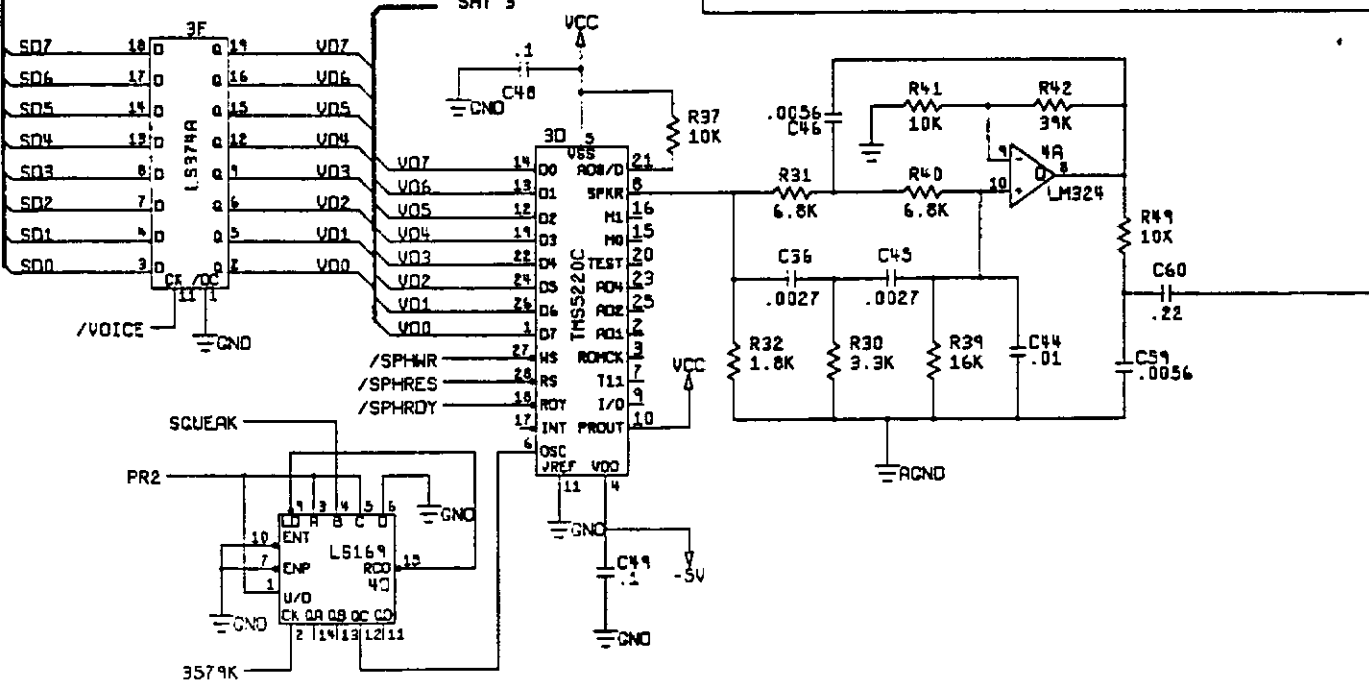 SHT 3
3F
SD7 18 D Q 19 VD7
SD6 17 D Q 16 VD6
SD5 14 D Q 15 VD5
SD4 13 D Q 12 VD4
SD3 8 D Q 9 VD3
SD2 7 D Q 6 VD2
SD1 4 D Q 5 VD1
SD0 3 D Q 2 VD0
LS374A
CK /OC
11 1
/VOICE
GND
VCC
.1
C48
GND
R37
10K
3D
5
VSS
VD7 14 D0
VD6 13 D1
VD5 12 D2
VD4 19 D3
VD3 22 D4
VD2 24 D5
VD1 26 D6
VD0 1 D7
/SPHWR 27 WS
/SPHRES 28 RS
/SPHRDY 18 RDY
17 INT
6 OSC
TMS5220C
AD8/D 21
SPKR 8
M1 16
M0 15
TEST 20
AD4 23
AD2 25
AD1 2
ROMCK 3
T11 7
I/O 9
PROUT 10
VREF VDD
11 4
VCC
GND
C49
.1
-5V
GND
SQUEAK
PR2
9 3 4 5 6
LD A B C D
GND
10 ENT
7 ENP
1 U/D
LS169
4D
RCO 15
CK QA QB QC QD
2 14 13 12 11
GND
3579K
.0056
C46
R41
10K
R42
39K
R31
6.8K
R40
6.8K
9 -
10 +
4A
8
LM324
R49
10K
C36
.0027
C45
.0027
R32
1.8K
R30
3.3K
R39
16K
C44
.01
C60
.22
C59
.0056
AGND